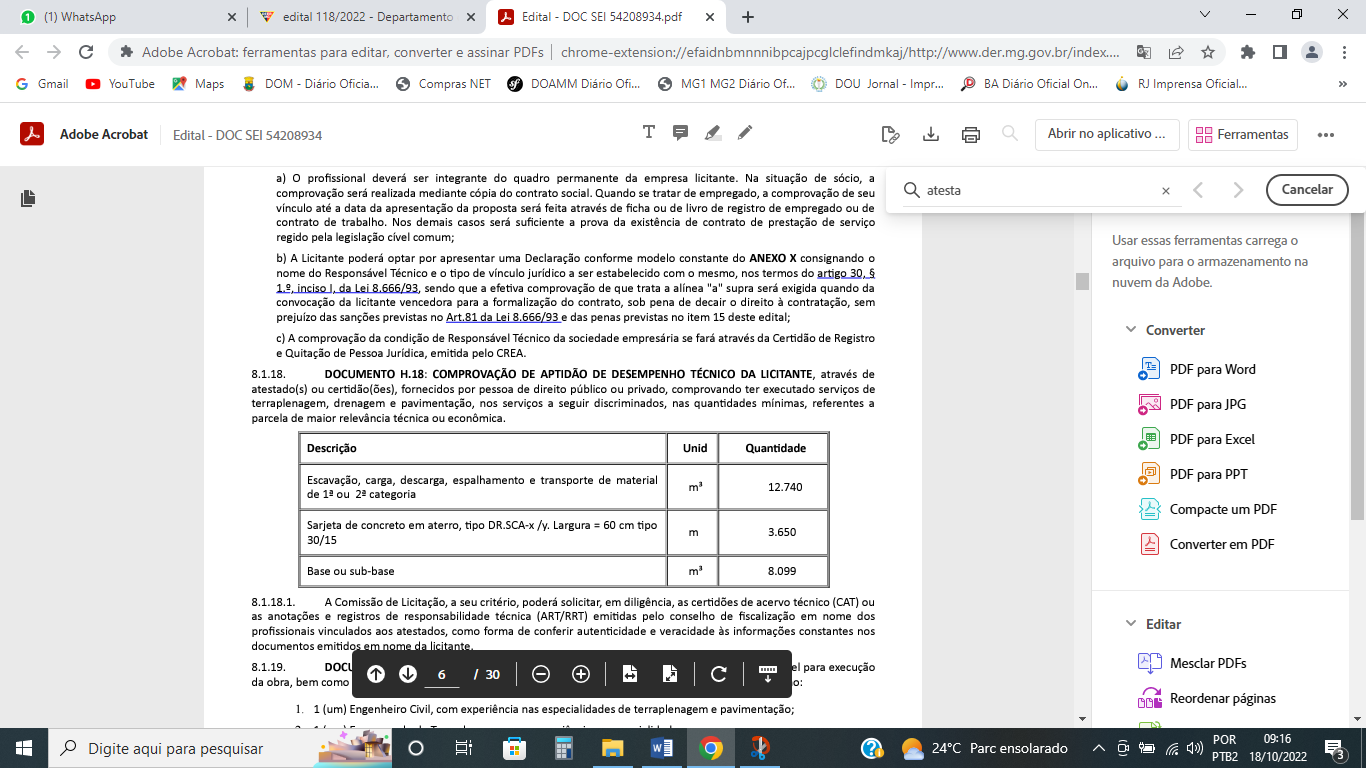 (1) WhatsApp
edital 118/2022 - Departamento
Edital - DOC SEI 54208934.pdf
Adobe Acrobat: ferramentas para editar, converter e assinar PDFs | chrome-extension://efaidnbmnnnibpcajpcglclefindmkaj/http://www.der.mg.gov.br/index....
Gmail
YouTube
Maps
DOM - Diário Oficia...
Compras NET
DOAMM Diário Ofi...
MG1 MG2 Diário Of...
DOU Jornal - Impr...
BA Diário Oficial On...
RJ Imprensa Oficial...
»
Adobe Acrobat
Edital - DOC SEI 54208934
Abrir no aplicativo ...
Ferramentas
atesta
Cancelar
a) O profissional deverá ser integrante do quadro permanente da empresa licitante. Na situação de sócio, a
comprovação será realizada mediante cópia do contrato social. Quando se tratar de empregado, a comprovação de seu
vínculo até a data da apresentação da proposta será feita através de ficha ou de livro de registro de empregado ou de
contrato de trabalho. Nos demais casos será suficiente a prova da existência de contrato de prestação de serviço
regido pela legislação cível comum;
b) A Licitante poderá optar por apresentar uma Declaração conforme modelo constante do ANEXO X consignando o
nome do Responsável Técnico e o tipo de vínculo jurídico a ser estabelecido com o mesmo, nos termos do artigo 30, §
1.º, inciso I, da Lei 8.666/93, sendo que a efetiva comprovação de que trata a alínea "a" supra será exigida quando da
convocação da licitante vencedora para a formalização do contrato, sob pena de decair o direito à contratação, sem
prejuízo das sanções previstas no Art.81 da Lei 8.666/93 e das penas previstas no item 15 deste edital;
c) A comprovação da condição de Responsável Técnico da sociedade empresária se fará através da Certidão de Registro
e Quitação de Pessoa Jurídica, emitida pelo CREA.
8.1.18. DOCUMENTO H.18: COMPROVAÇÃO DE APTIDÃO DE DESEMPENHO TÉCNICO DA LICITANTE, através de
atestado(s) ou certidão(ões), fornecidos por pessoa de direito público ou privado, comprovando ter executado serviços de
terraplenagem, drenagem e pavimentação, nos serviços a seguir discriminados, nas quantidades mínimas, referentes a
parcela de maior relevância técnica ou econômica.
Descrição Unid Quantidade
Escavação, carga, descarga, espalhamento e transporte de material
de 1ª ou 2ª categoria
m³ 12.740
Sarjeta de concreto em aterro, tipo DR.SCA-x /y. Largura = 60 cm tipo
30/15
m 3.650
Base ou sub-base m³ 8.099
8.1.18.1. A Comissão de Licitação, a seu critério, poderá solicitar, em diligência, as certidões de acervo técnico (CAT) ou
as anotações e registros de responsabilidade técnica (ART/RRT) emitidas pelo conselho de fiscalização em nome dos
profissionais vinculados aos atestados, como forma de conferir autenticidade e veracidade às informações constantes nos
documentos emitidos em nome da licitante.
8.1.19. DOCU el para execução
da obra, bem como o:
1. 1 (um) Engenheiro Civil, com experiência nas especialidades de terraplenagem e pavimentação;
6 / 30
Usar essas ferramentas carrega o
arquivo para o armazenamento na
nuvem da Adobe.
Converter
PDF para Word
PDF para JPG
PDF para Excel
PDF para PPT
Compacte um PDF
Converter em PDF
Editar
Mesclar PDFs
Reordenar páginas
Digite aqui para pesquisar
24°C Parc ensolarado
POR
PTB2
09:16
18/10/2022
3